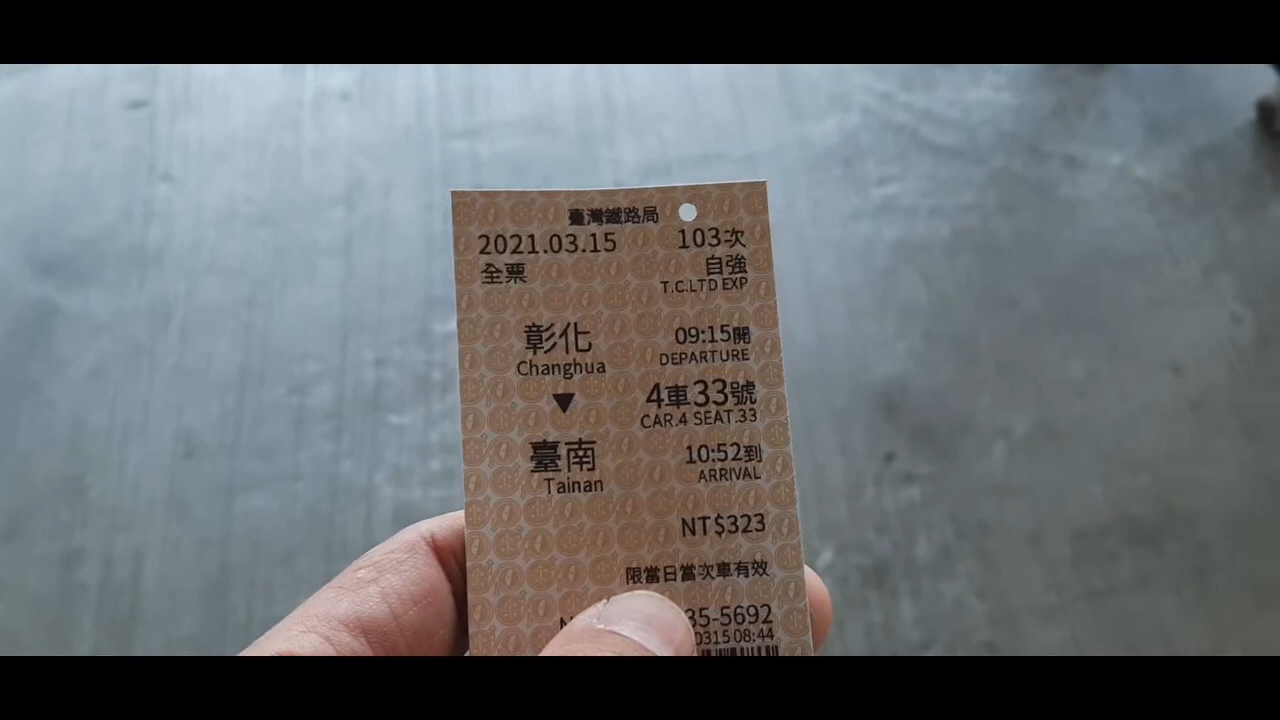 臺灣鐵路局
2021.03.15 103次
全票 自強
T.C.LTD EXP
彰化 09:15開
Changhua DEPARTURE
▼ 4車33號
CAR.4 SEAT.33
臺南 10:52到
Tainan ARRIVAL
NT$323
限當日當次車有效
35-5692
0315 08:44